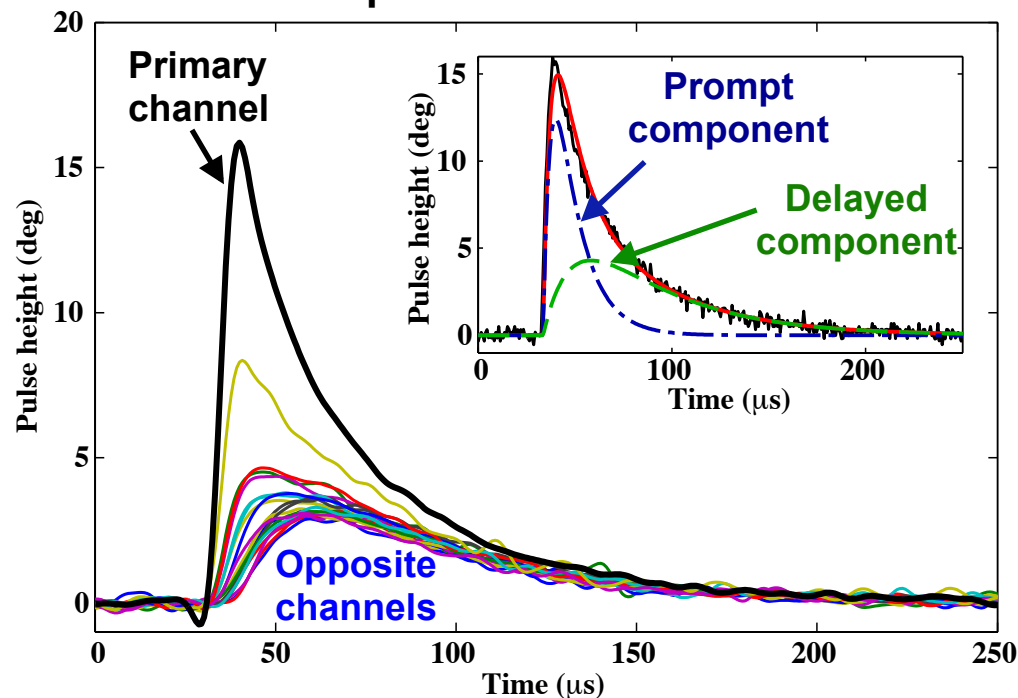 20
15
10
5
0
Pulse height (deg)
0
50
100
150
200
250
Time (μs)
Primary
channel
Opposite
channels
15
10
5
0
Pulse height (deg)
0
100
200
Time (μs)
Prompt
component
Delayed
component